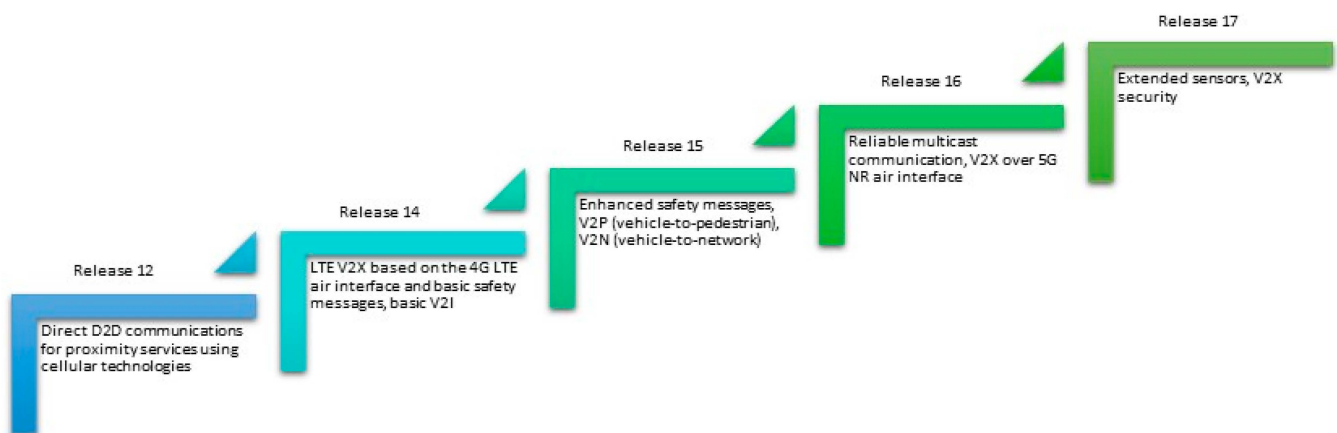 Release 12
Direct D2D communications
for proximity services using
cellular technologies
Release 14
LTE V2X based on the 4G LTE
air interface and basic safety
messages, basic V2I
Release 15
Enhanced safety messages,
V2P (vehicle-to-pedestrian),
V2N (vehicle-to-network)
Release 16
Reliable multicast
communication, V2X over 5G
NR air interface
Release 17
Extended sensors, V2X
security